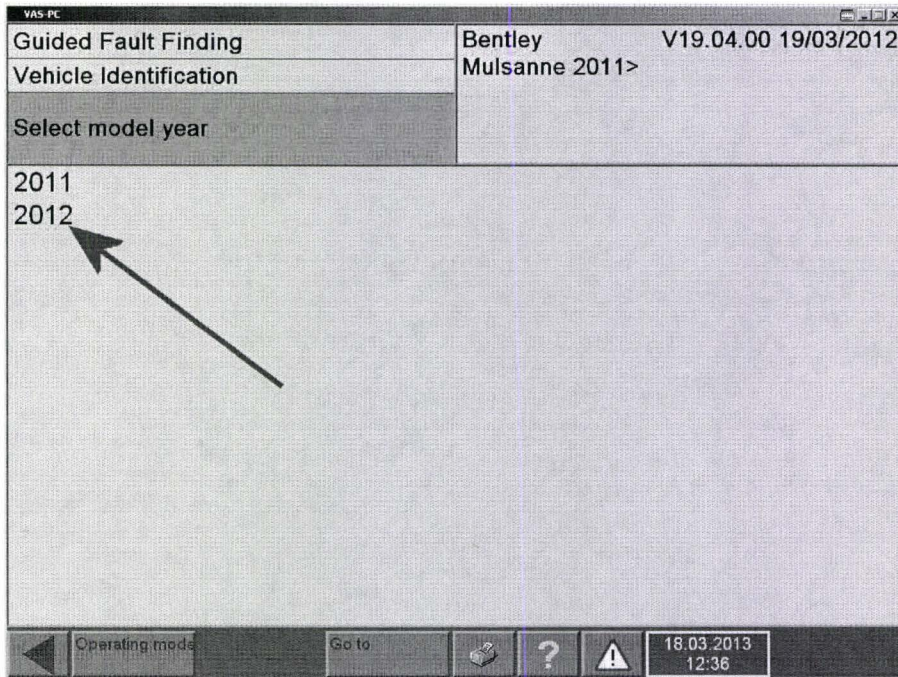 VAS-PC
Guided Fault Finding
Vehicle Identification
Select model year
Bentley V19.04.00 19/03/2012
Mulsanne 2011>
2011
2012
Operating mode
Go to
?
18.03.2013
12:36